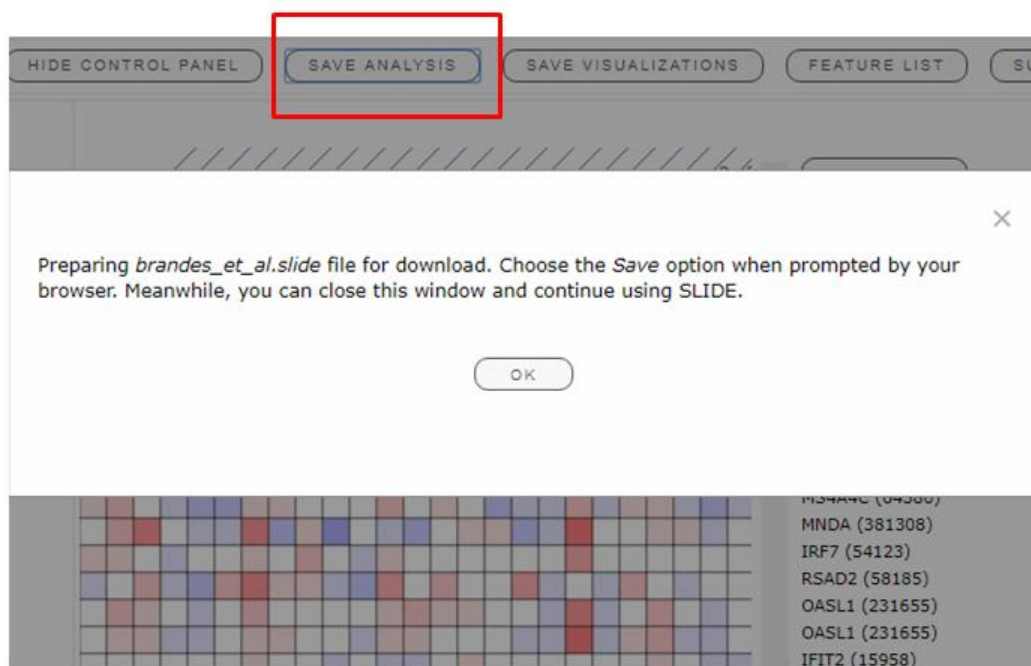 HIDE CONTROL PANEL SAVE ANALYSIS SAVE VISUALIZATIONS FEATURE LIST
Preparing brandes_et_al.slide file for download. Choose the Save option when prompted by your
browser. Meanwhile, you can close this window and continue using SLIDE.
OK
MNDA (381308)
IRF7 (54123)
RSAD2 (58185)
OASL1 (231655)
OASL1 (231655)
IFIT2 (15958)